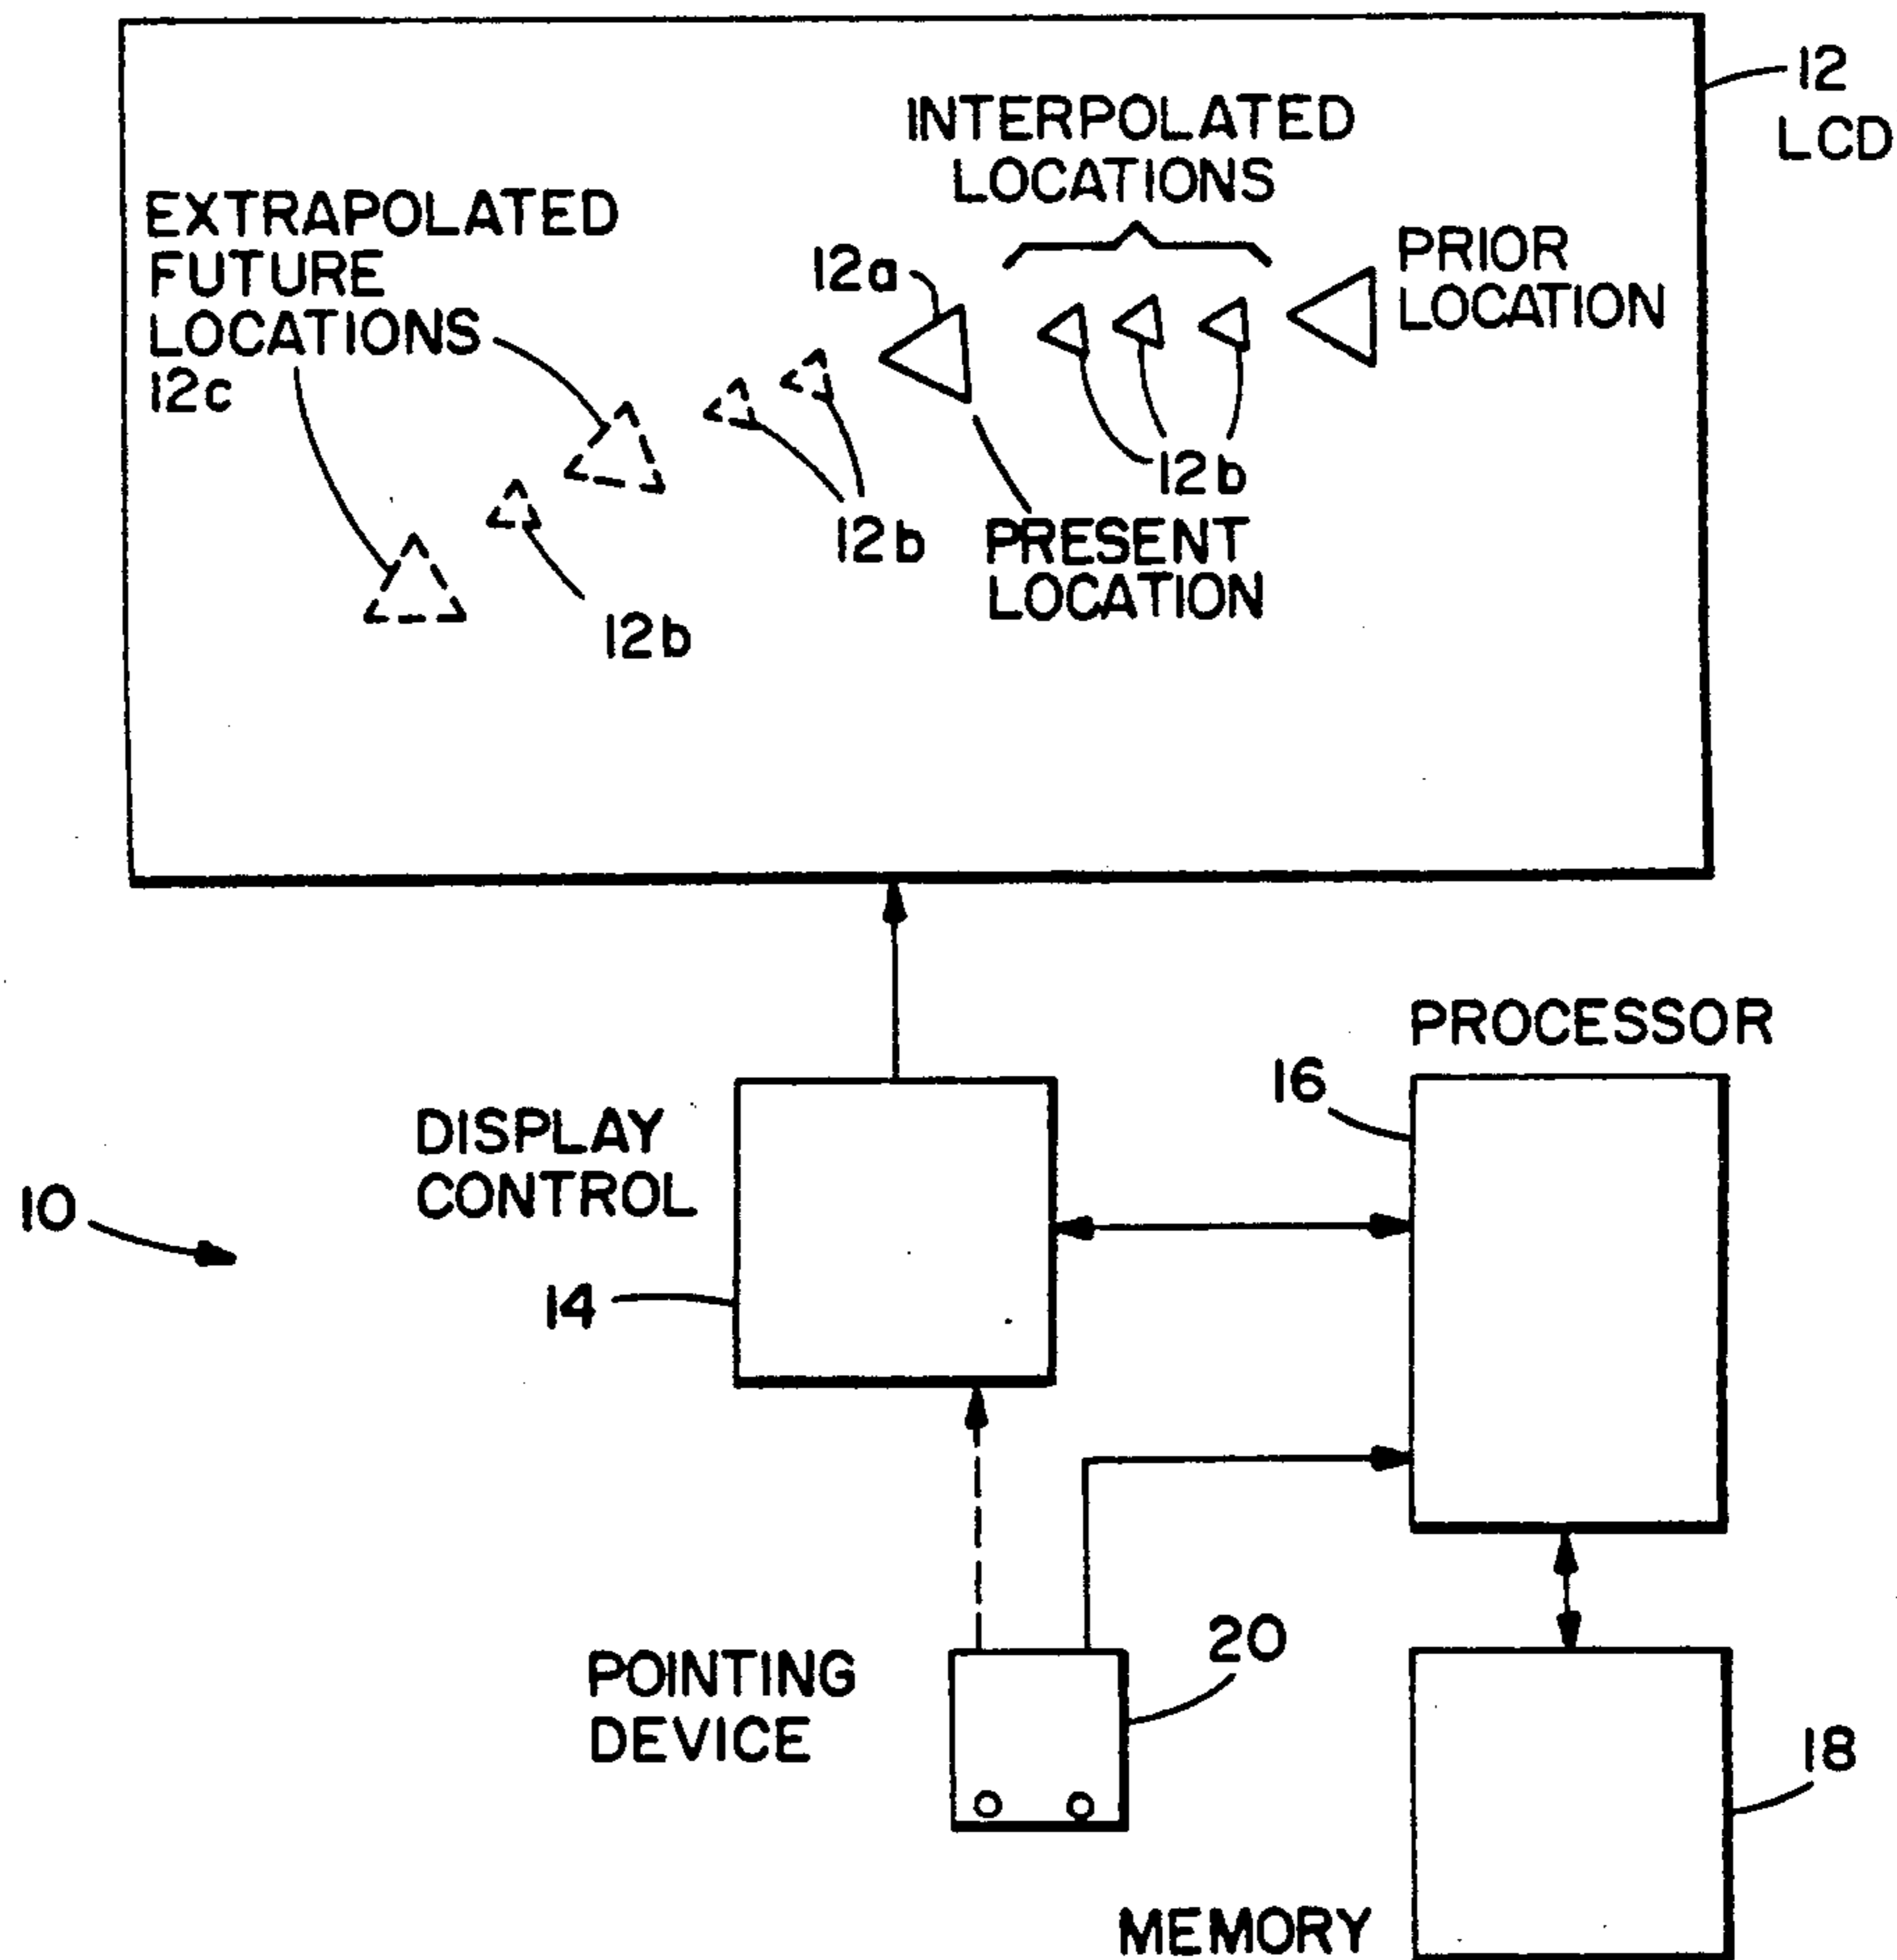 12
LCD
INTERPOLATED
LOCATIONS
EXTRAPOLATED
FUTURE
LOCATIONS
12c
12a
PRIOR
LOCATION
12b
12b
PRESENT
LOCATION
12b
PROCESSOR
16
DISPLAY
CONTROL
10
14
POINTING
DEVICE
20
18
MEMORY